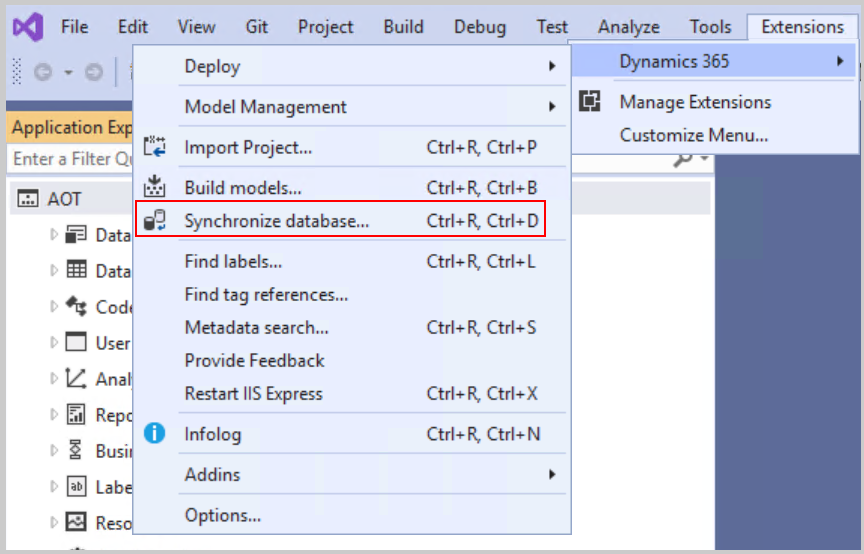 File Edit View Git Project Build Debug Test Analyze Tools Extensions
Deploy
Model Management
Import Project... Ctrl+R, Ctrl+P
Build models... Ctrl+R, Ctrl+B
Synchronize database... Ctrl+R, Ctrl+D
Find labels... Ctrl+R, Ctrl+L
Find tag references...
Metadata search... Ctrl+R, Ctrl+S
Provide Feedback
Restart IIS Express Ctrl+R, Ctrl+X
Infolog Ctrl+R, Ctrl+N
Addins
Options...
Dynamics 365
Manage Extensions
Customize Menu...
Application Exp
Enter a Filter Qu
AOT
Data
Data
Code
User
Anal
Repo
Busin
Labe
Reso